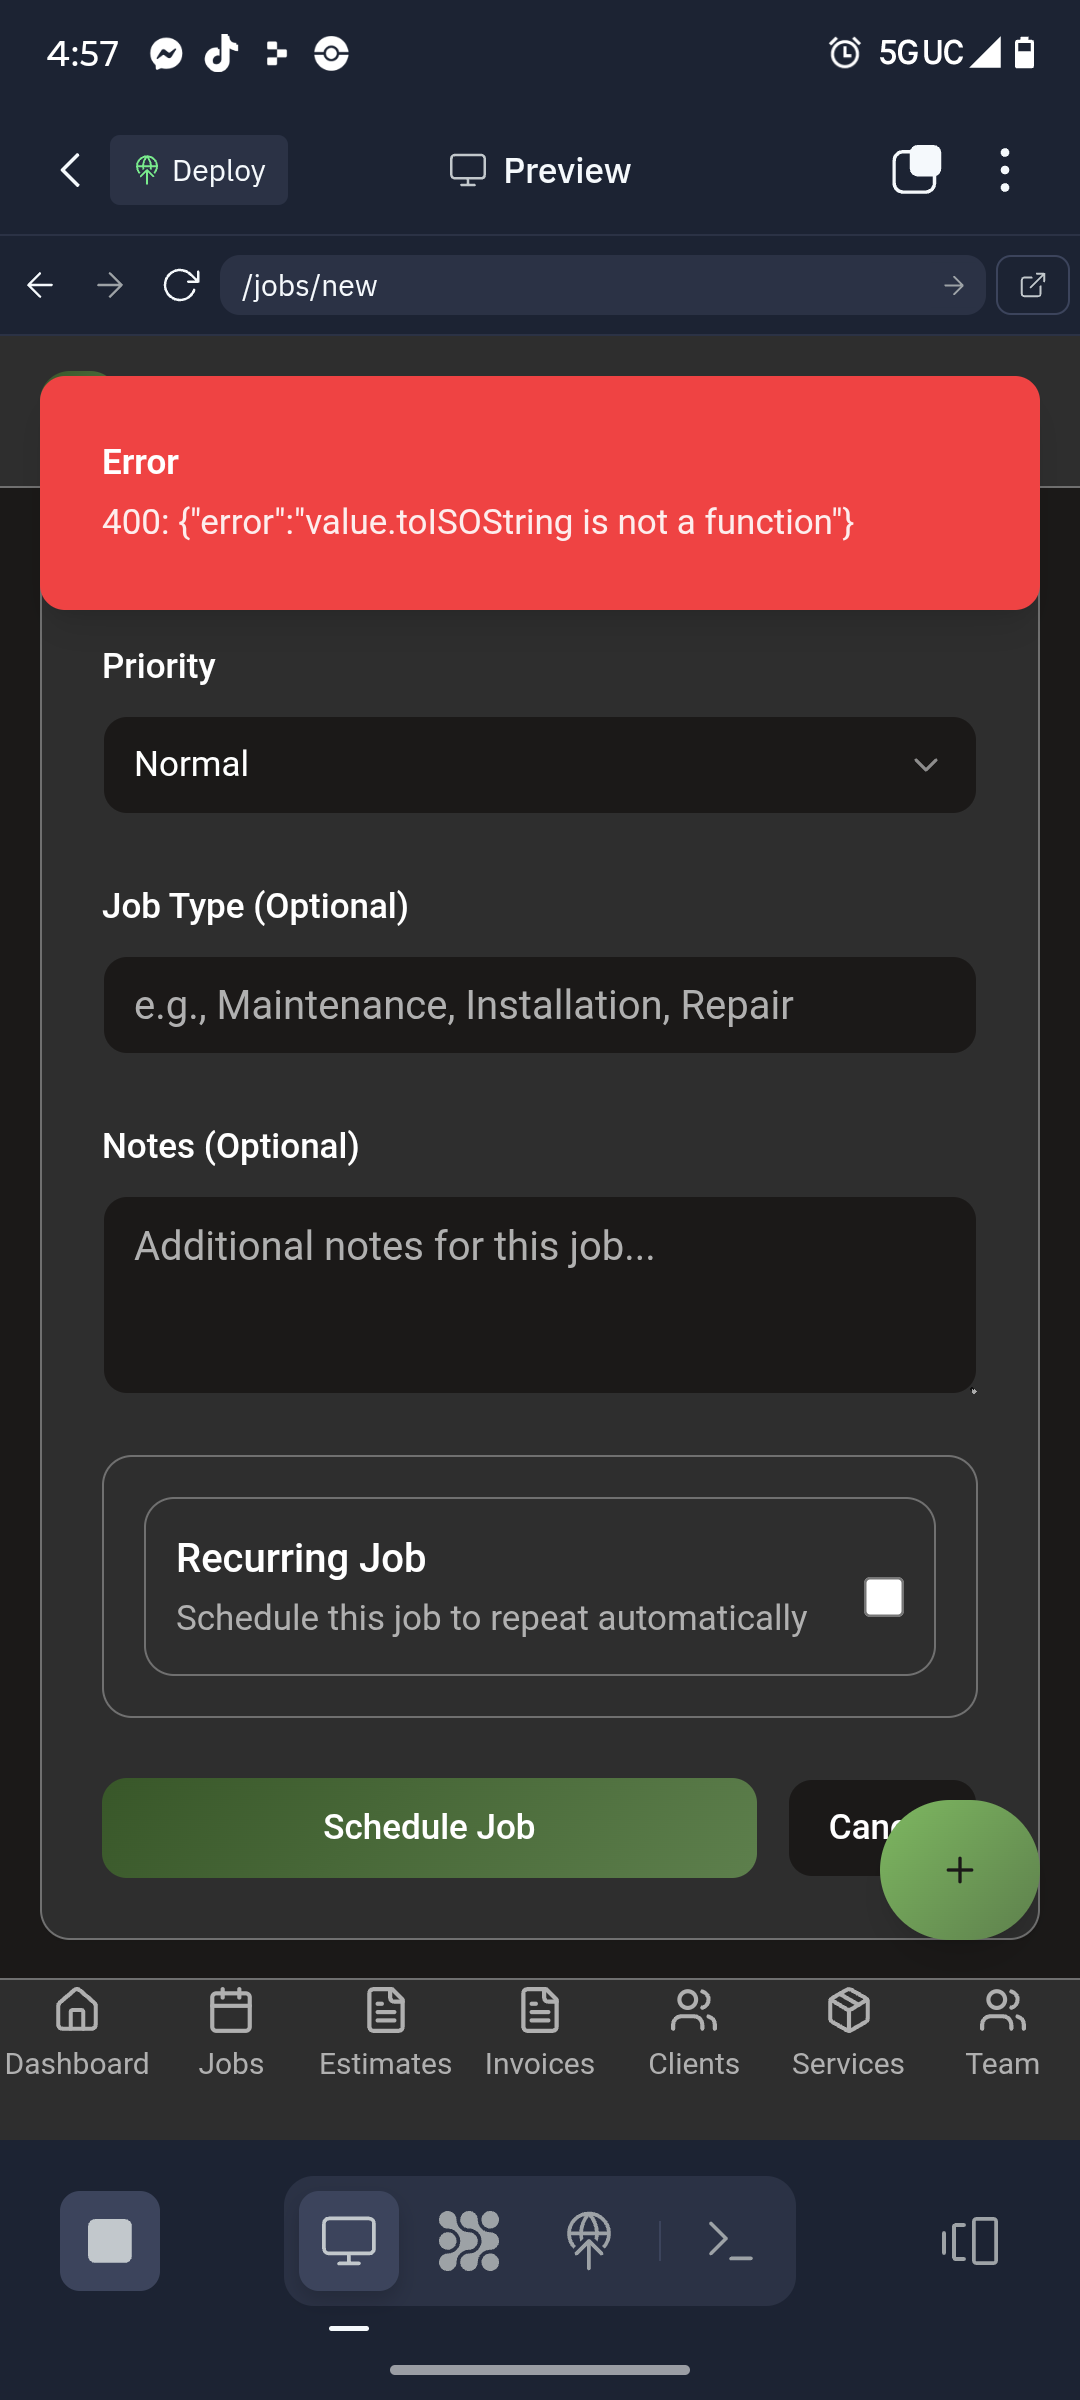 4:57
5G UC
Deploy
Preview
/jobs/new
Error
400: {"error":"value.toISOString is not a function"}
Priority
Normal
Job Type (Optional)
e.g., Maintenance, Installation, Repair
Notes (Optional)
Additional notes for this job...
Recurring Job
Schedule this job to repeat automatically
Schedule Job
Canc
Dashboard
Jobs
Estimates
Invoices
Clients
Services
Team